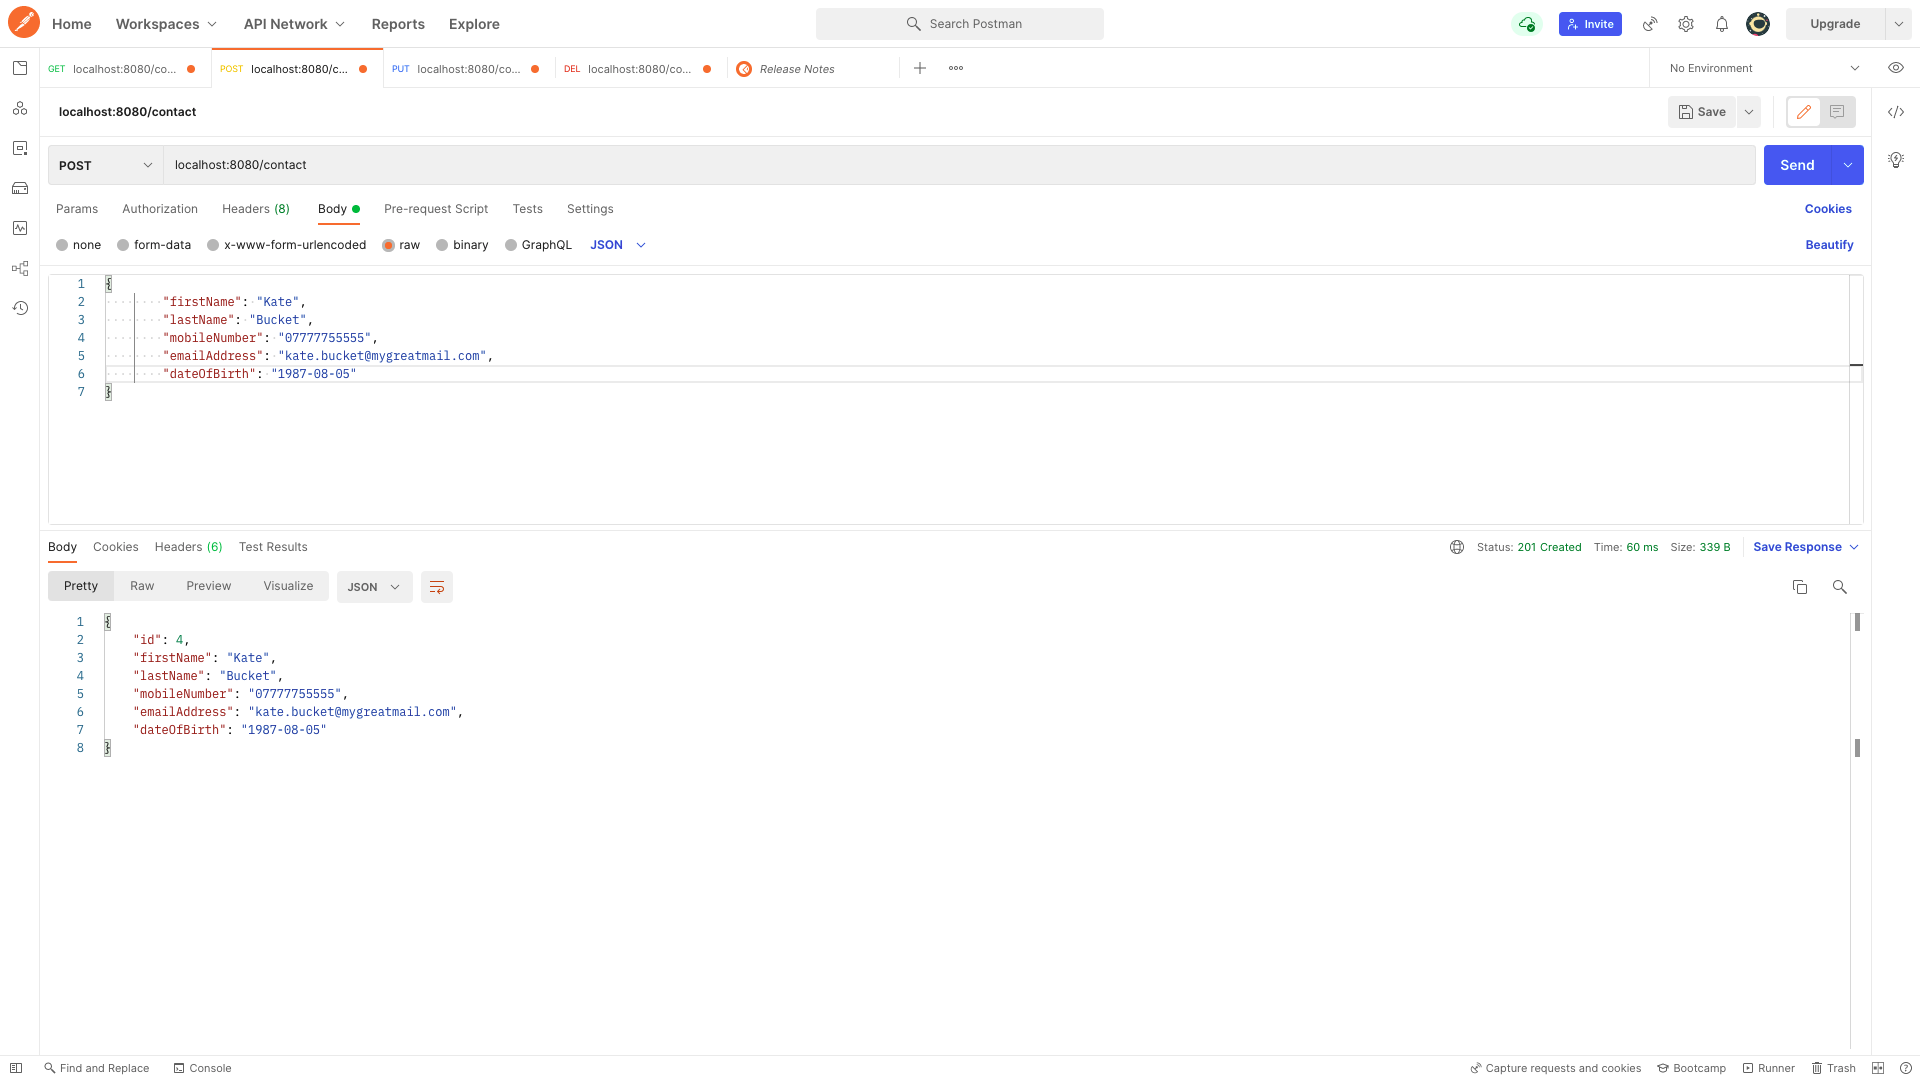 Home Workspaces API Network Reports Explore Search Postman Invite Upgrade
GET localhost:8080/co... POST localhost:8080/c... PUT localhost:8080/co... DEL localhost:8080/co... Release Notes No Environment
localhost:8080/contact Save
POST localhost:8080/contact Send
Params Authorization Headers (8) Body Pre-request Script Tests Settings Cookies
none form-data x-www-form-urlencoded raw binary GraphQL JSON Beautify
1 {
2 "firstName": "Kate",
3 "lastName": "Bucket",
4 "mobileNumber": "07777755555",
5 "emailAddress": "kate.bucket@mygreatmail.com",
6 "dateOfBirth": "1987-08-05"
7 }
Body Cookies Headers (6) Test Results Status: 201 Created Time: 60 ms Size: 339 B Save Response
Pretty Raw Preview Visualize JSON
1 {
2 "id": 4,
3 "firstName": "Kate",
4 "lastName": "Bucket",
5 "mobileNumber": "07777755555",
6 "emailAddress": "kate.bucket@mygreatmail.com",
7 "dateOfBirth": "1987-08-05"
8 }
Find and Replace Console Capture requests and cookies Bootcamp Runner Trash